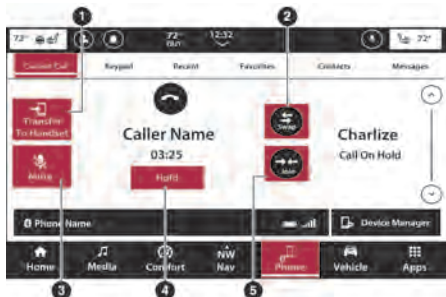 1
2
72°
72°
OUT
12:32
72°
Current Call
Keypad
Recent
Favorites
Contacts
Messages
Transfer
To Handset
Caller Name
03:25
Hold
Mute
Swap
Join
Charlize
Call On Hold
Phone Name
Device Manager
Home
Media
Comfort
NW
Nav
Phone
Vehicle
Apps
3
4
5